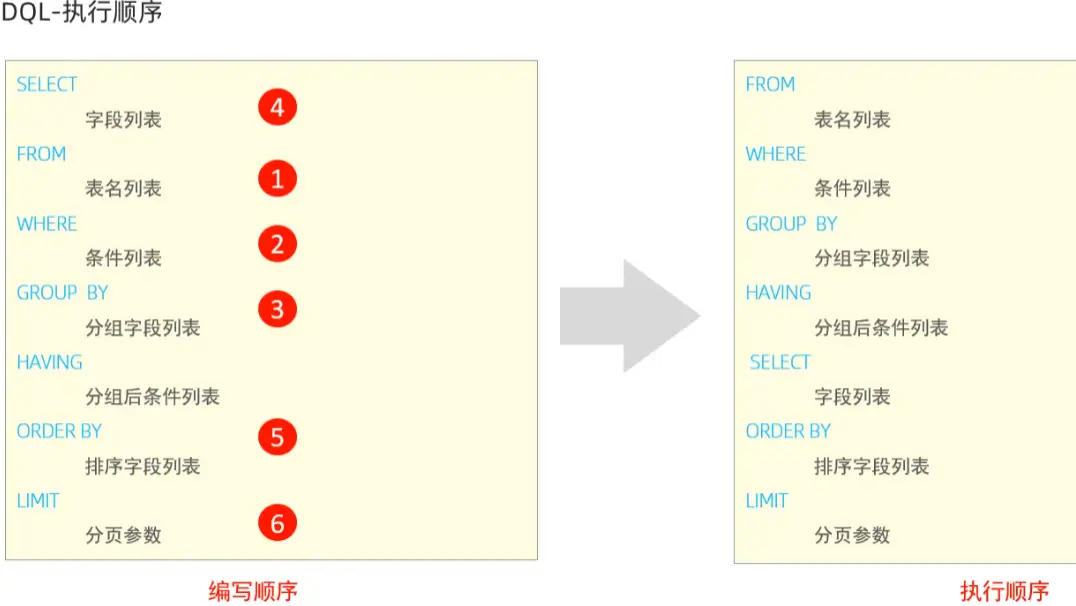 DQL-执行顺序
SELECT
字段列表
4
FROM
表名列表
1
WHERE
条件列表
2
GROUP BY
分组字段列表
3
HAVING
分组后条件列表
ORDER BY
排序字段列表
5
LIMIT
分页参数
6
编写顺序
FROM
表名列表
WHERE
条件列表
GROUP BY
分组字段列表
HAVING
分组后条件列表
SELECT
字段列表
ORDER BY
排序字段列表
LIMIT
分页参数
执行顺序